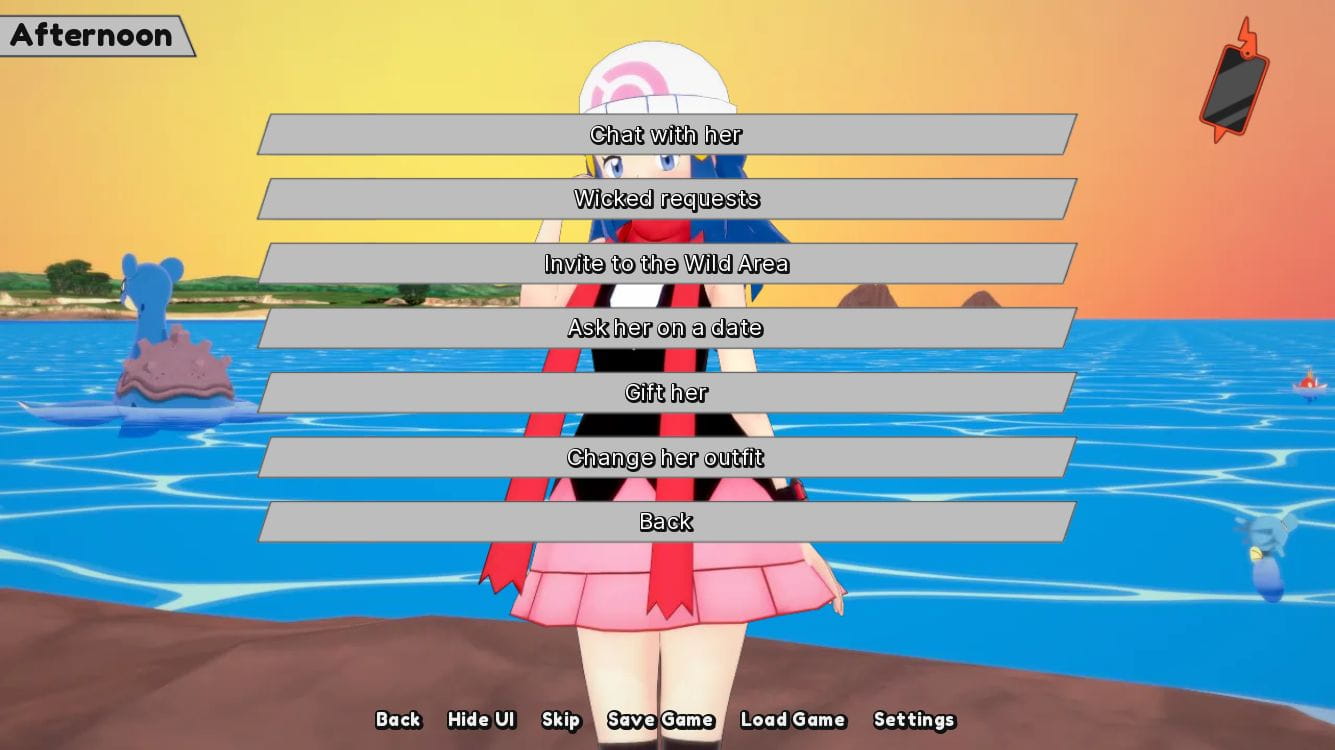 Afternoon
Chat with her
Wicked requests
Invite to the Wild Area
Ask her on a date
Gift her
Change her outfit
Back
Back Hide UI Skip Save Game Load Game Settings